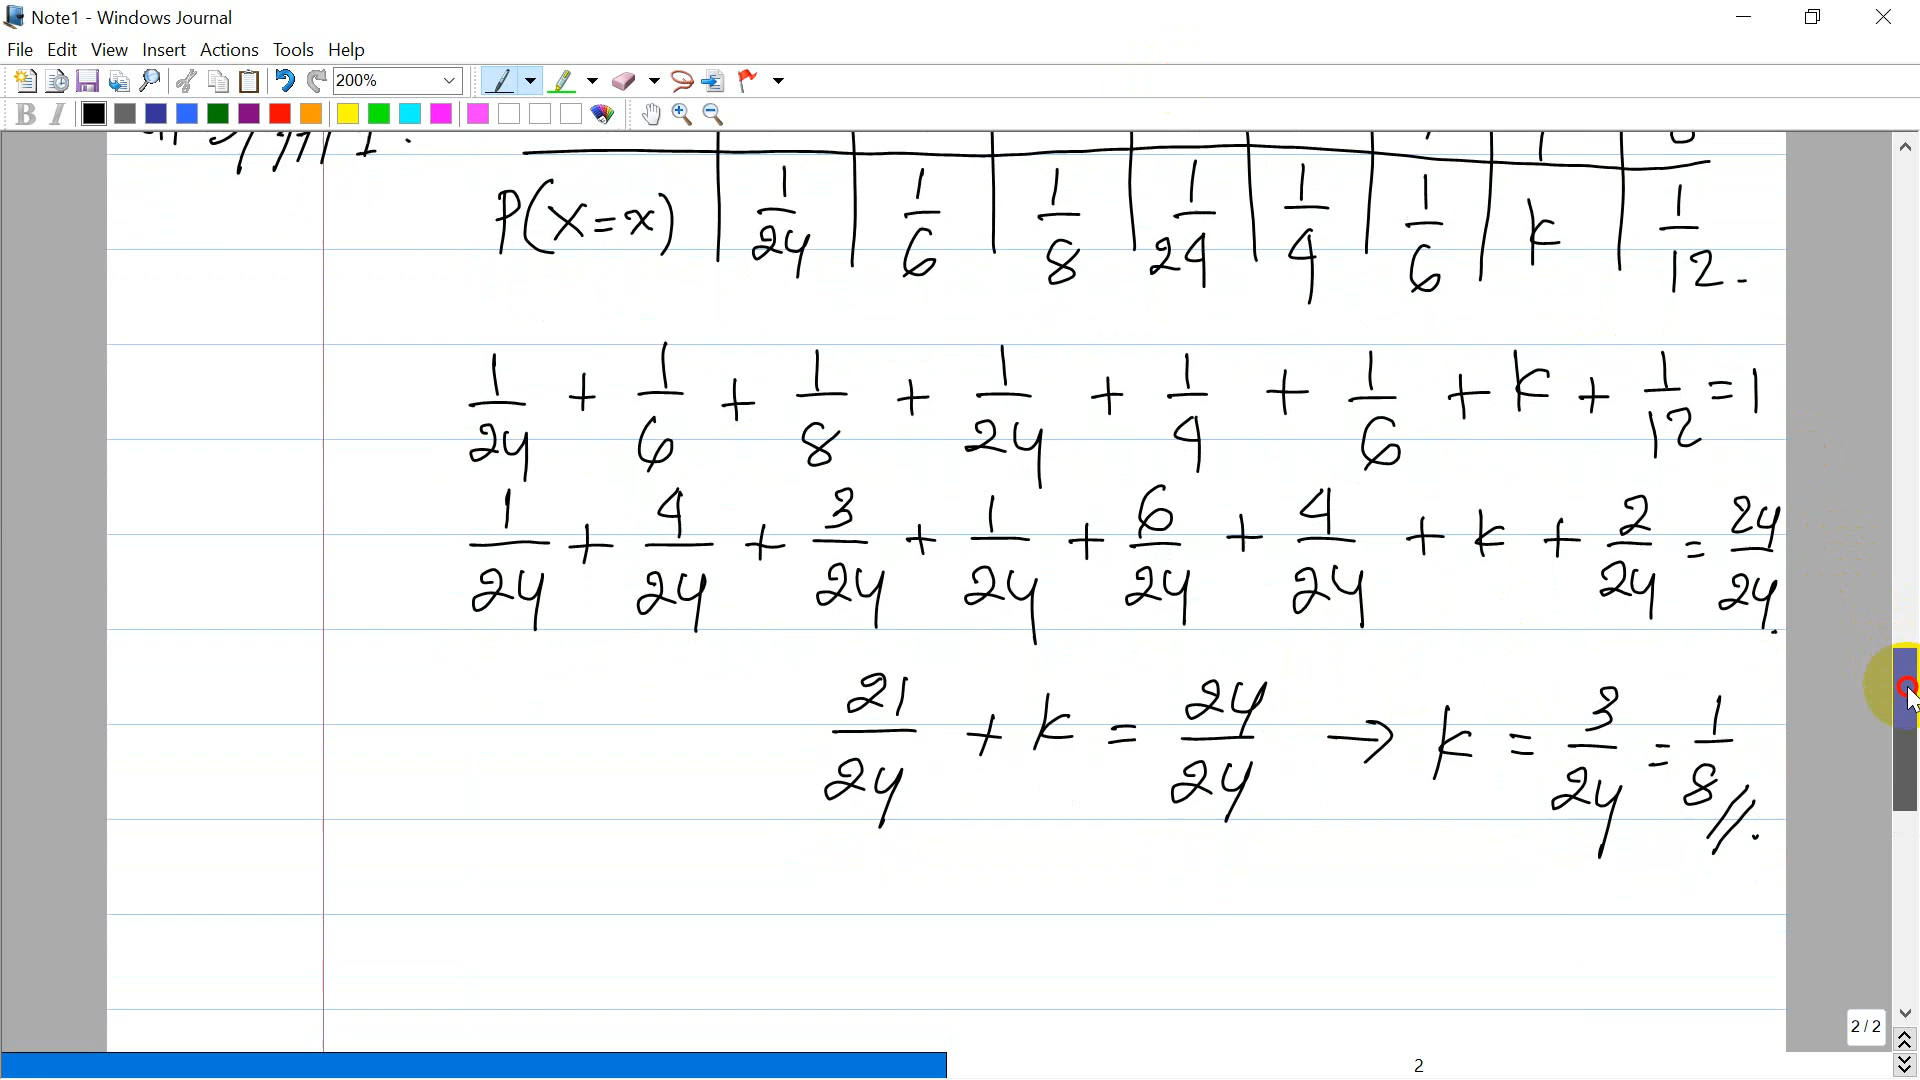 Note1 - Windows Journal
File Edit View Insert Actions Tools Help
200%
B I
P(X=x) | 1/24 | 1/6 | 1/8 | 1/24 | 1/4 | 1/6 | k | 1/12.
1/24 + 1/6 + 1/8 + 1/24 + 1/4 + 1/6 + k + 1/12 = 1
1/24 + 4/24 + 3/24 + 1/24 + 6/24 + 4/24 + k + 2/24 = 24/24.
21/24 + k = 24/24 → k = 3/24 = 1/8 //.
2 / 2
2